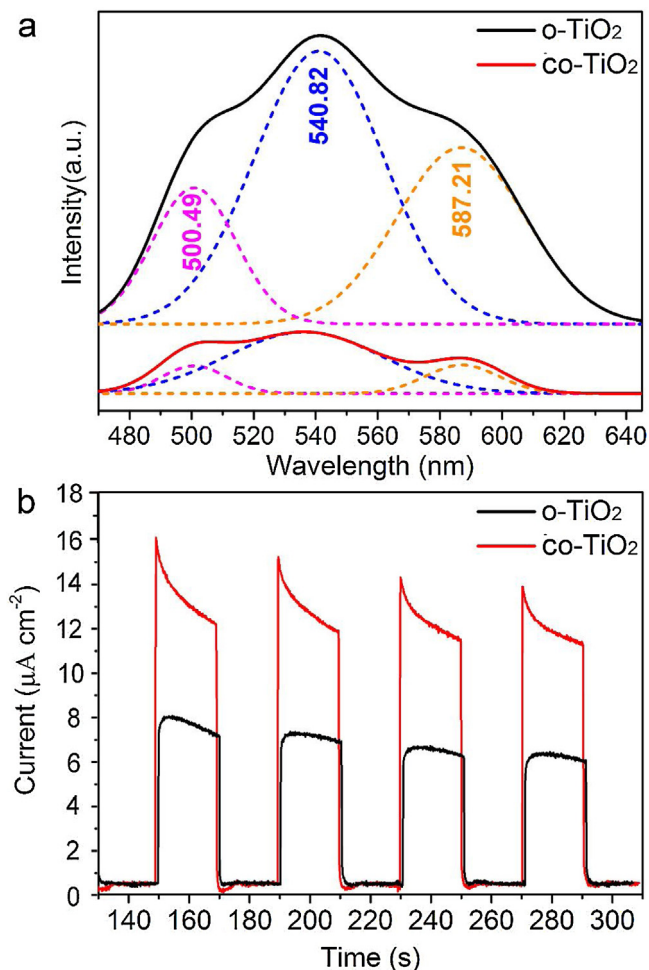 a
o-TiO2
co-TiO2
500.49
540.82
587.21
Intensity(a.u.)
480 500 520 540 560 580 600 620 640
Wavelength (nm)
b
o-TiO2
co-TiO2
18
16
14
12
10
8
6
4
2
0
Current (μA cm-2)
140 160 180 200 220 240 260 280 300
Time (s)